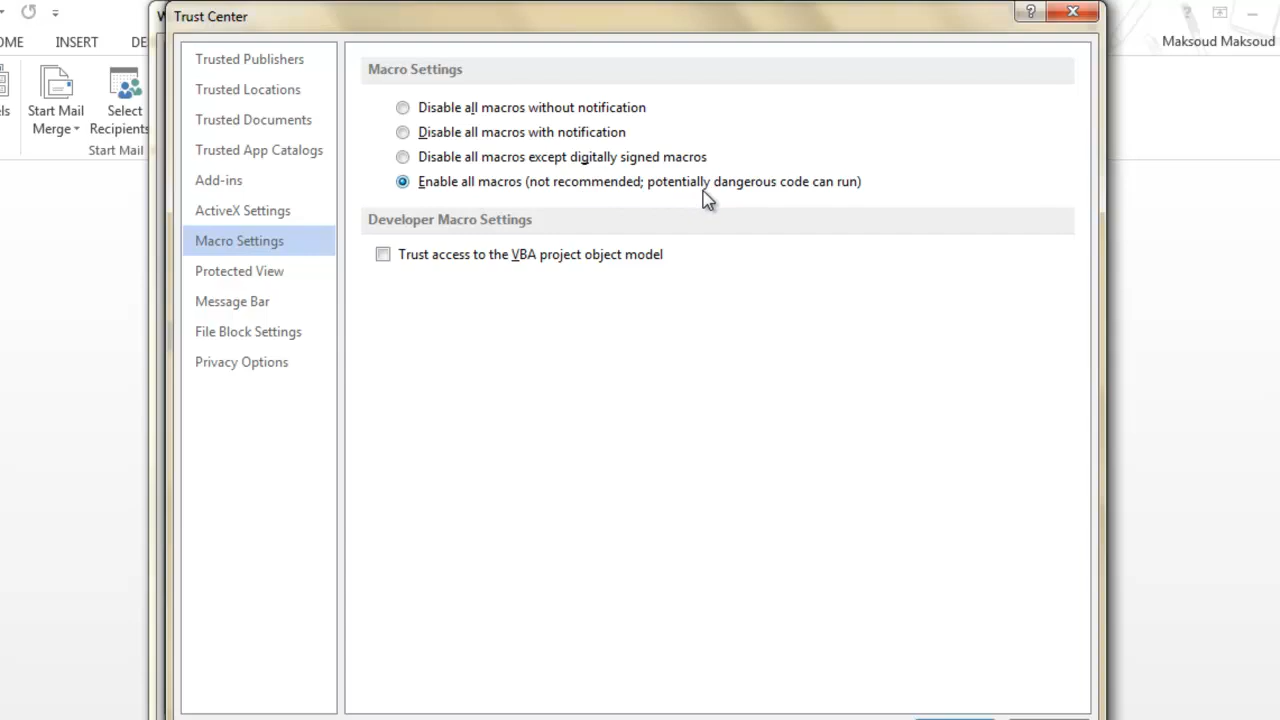 W Trust Center
?
OME INSERT DE
Maksoud Maksoud
els Start Mail Merge Select Recipients
Start Mail
Trusted Publishers
Trusted Locations
Trusted Documents
Trusted App Catalogs
Add-ins
ActiveX Settings
Macro Settings
Protected View
Message Bar
File Block Settings
Privacy Options
Macro Settings
Disable all macros without notification
Disable all macros with notification
Disable all macros except digitally signed macros
Enable all macros (not recommended; potentially dangerous code can run)
Developer Macro Settings
Trust access to the VBA project object model